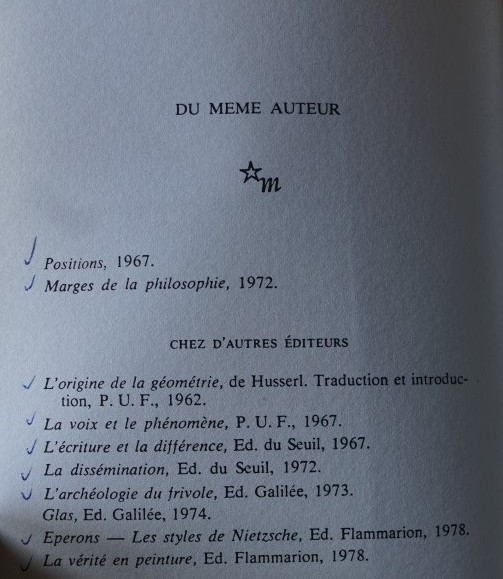 DU MEME AUTEUR
m
Positions, 1967.
Marges de la philosophie, 1972.
CHEZ D'AUTRES ÉDITEURS
L'origine de la géométrie, de Husserl. Traduction et introduc-
tion, P. U. F., 1962.
La voix et le phénomène, P. U. F., 1967.
L'écriture et la différence, Ed. du Seuil, 1967.
La dissémination, Ed. du Seuil, 1972.
L'archéologie du frivole, Ed. Galilée, 1973.
Glas, Ed. Galilée, 1974.
Eperons — Les styles de Nietzsche, Ed. Flammarion, 1978.
La vérité en peinture, Ed. Flammarion, 1978.